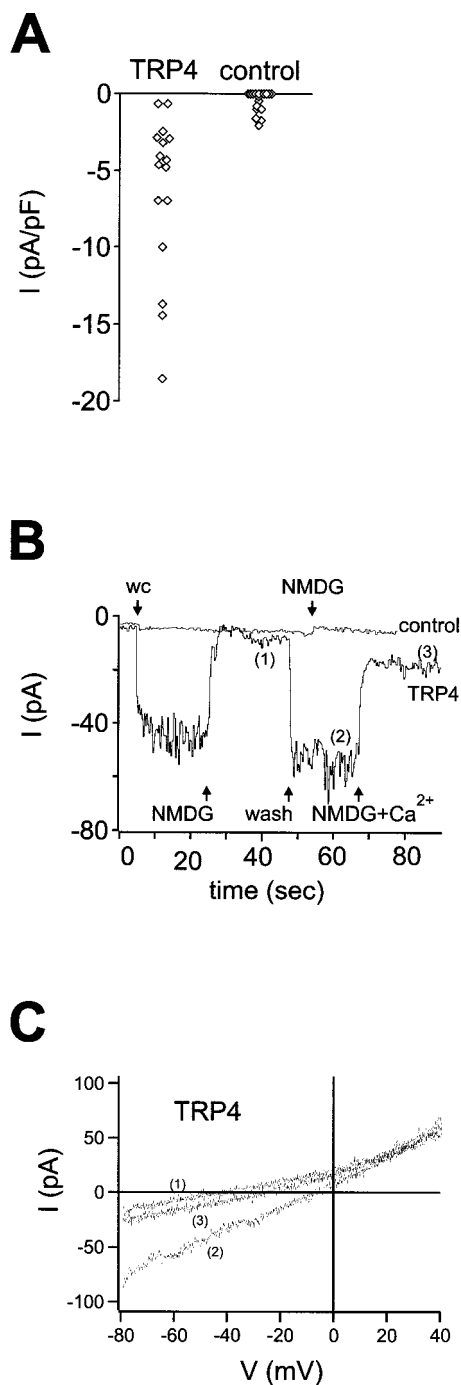 A
TRP4 control
0
-5
-10
-15
-20
I (pA/pF)
B
wc
NMDG
0
control
(1)
(3)
TRP4
-40
(2)
NMDG
wash
NMDG+Ca2+
-80
0 20 40 60 80
I (pA)
time (sec)
C
100
TRP4
50
(1)
0
(3)
(2)
-50
-100
-80 -60 -40 -20 0 20 40
I (pA)
V (mV)